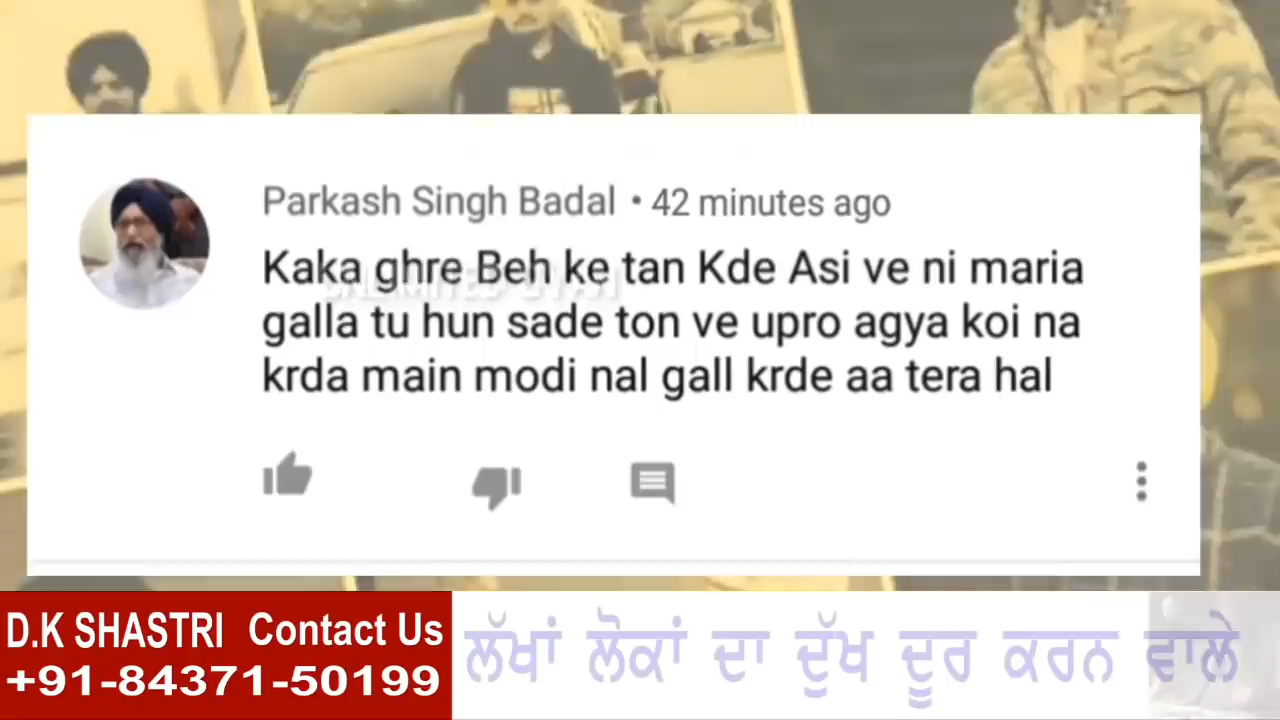 Parkash Singh Badal • 42 minutes ago
Kaka ghre Beh ke tan Kde Asi ve ni maria
galla tu hun sade ton ve upro agya koi na
krda main modi nal gall krde aa tera hal
D.K SHASTRI Contact Us
+91-84371-50199
ਲੱਖਾਂ ਲੋਕਾਂ ਦਾ ਦੁੱਖ ਦੂਰ ਕਰਨ ਵਾਲੇ